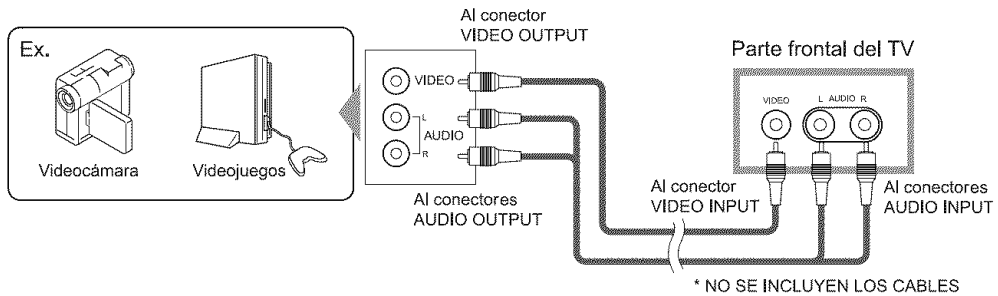 Ex.
Videocámara
Videojuegos
Al conector
VIDEO OUTPUT
VIDEO
L
AUDIO
R
Al conectores
AUDIO OUTPUT
Parte frontal del TV
VIDEO
L AUDIO R
Al conector
VIDEO INPUT
Al conectores
AUDIO INPUT
* NO SE INCLUYEN LOS CABLES